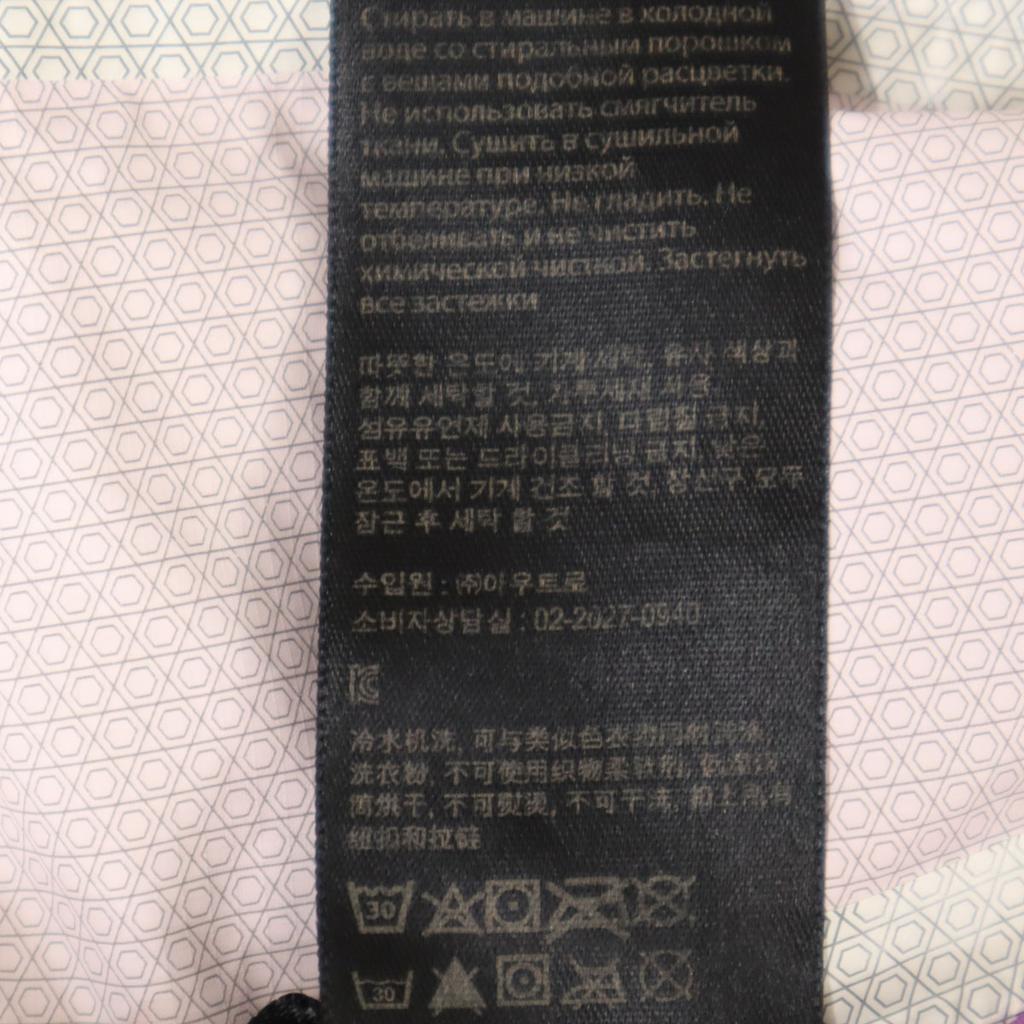 Стирать в машине в холодной
воде со стиральным порошком
с вещами подобной расцветки.
Не использовать смягчитель
ткани. Сушить в сушильной
машине при низкой
температуре. Не гладить. Не
отбеливать и не чистить
химической чисткой. Застегнуть
все застежки
따뜻한 온도에 기계 세탁, 유사 색상과
함께 세탁할 것, 가루세제 사용
섬유유연제 사용금지, 다림질 금지,
표백 또는 드라이클리닝 금지, 낮은
온도에서 기계 건조 할 것, 장신구 모두
잠근 후 세탁 할 것
수입원 : ㈜아웃트로
소비자상담실 : 02-2027-0940
冷水机洗, 可与类似色衣物同时
洗衣粉, 不可使用织物柔软剂,
筒烘干, 不可熨烫, 不可干洗,
纽扣和拉链
30
30